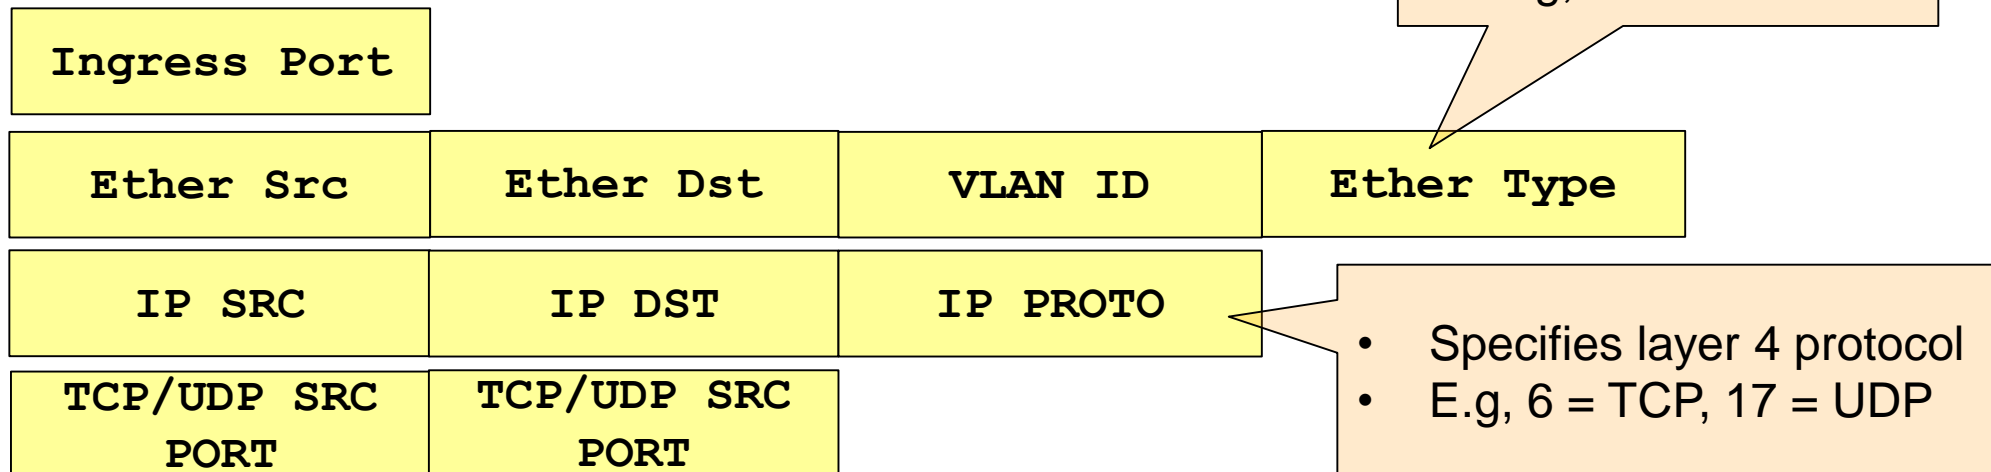 Ingress Port
Ether Src Ether Dst VLAN ID Ether Type
IP SRC IP DST IP PROTO
• Specifies layer 4 protocol
• E.g, 6 = TCP, 17 = UDP
TCP/UDP SRC
PORT
TCP/UDP SRC
PORT